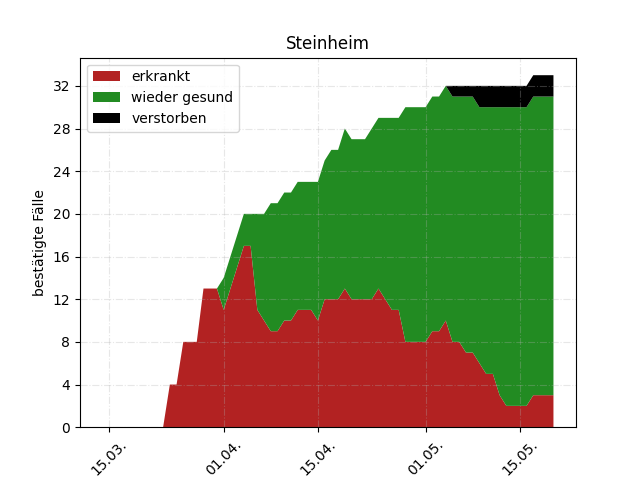 Steinheim
erkrankt
wieder gesund
verstorben
bestätigte Fälle
32
28
24
20
16
12
8
4
0
15.03.
01.04.
15.04.
01.05.
15.05.